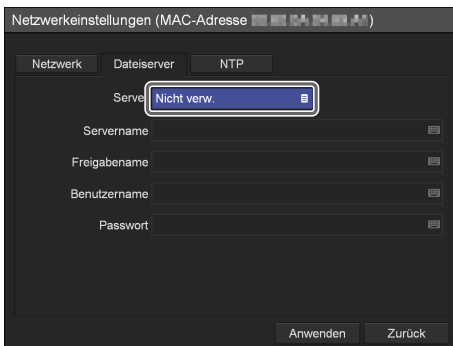 Netzwerkeinstellungen (MAC-Adresse )
Netzwerk Dateiserver NTP
Serve Nicht verw.
Servername
Freigabename
Benutzername
Passwort
Anwenden Zurück